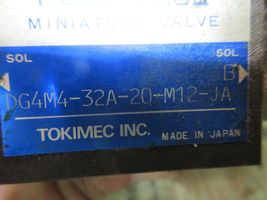 MINIATURE VALVE
SOL SOL
B
DG4M4-32A-20-M12-JA
TOKIMEC INC. MADE IN JAPAN